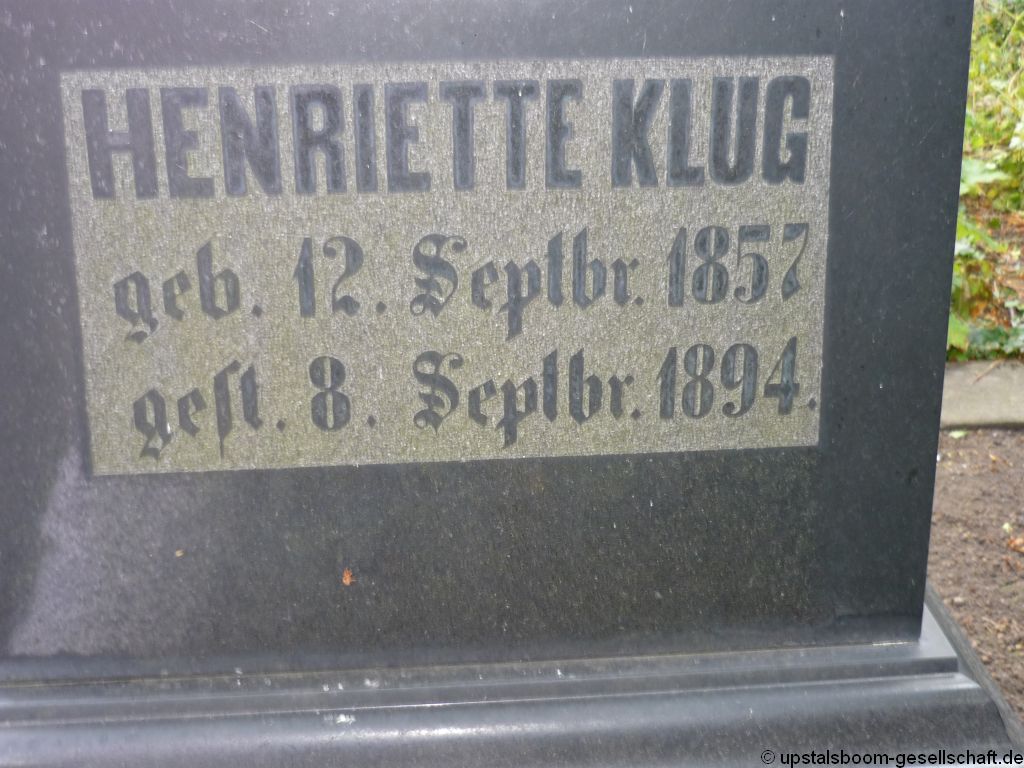 HENRIETTE KLUG
geb. 12. Septbr. 1857
gest. 8. Septbr. 1894.
© upstalsboom-gesellschaft.de